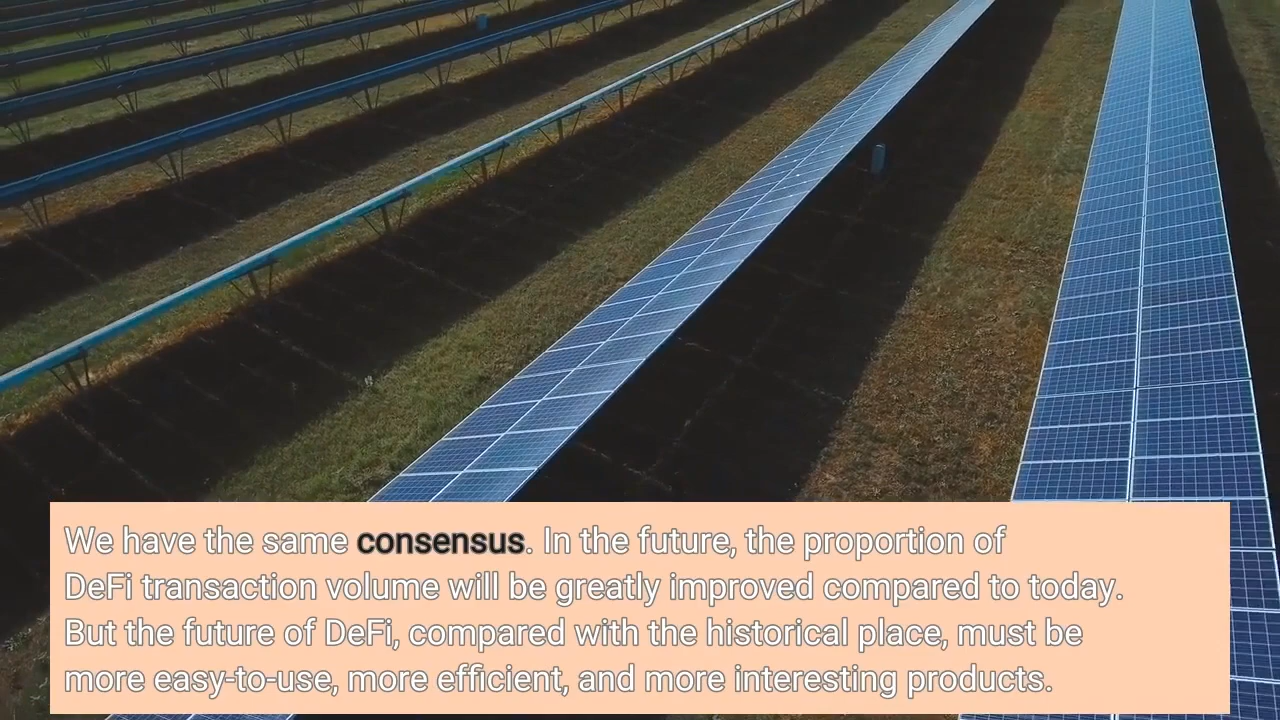 We have the same consensus. In the future, the proportion of
DeFi transaction volume will be greatly improved compared to today.
But the future of DeFi, compared with the historical place, must be
more easy-to-use, more efficient, and more interesting products.